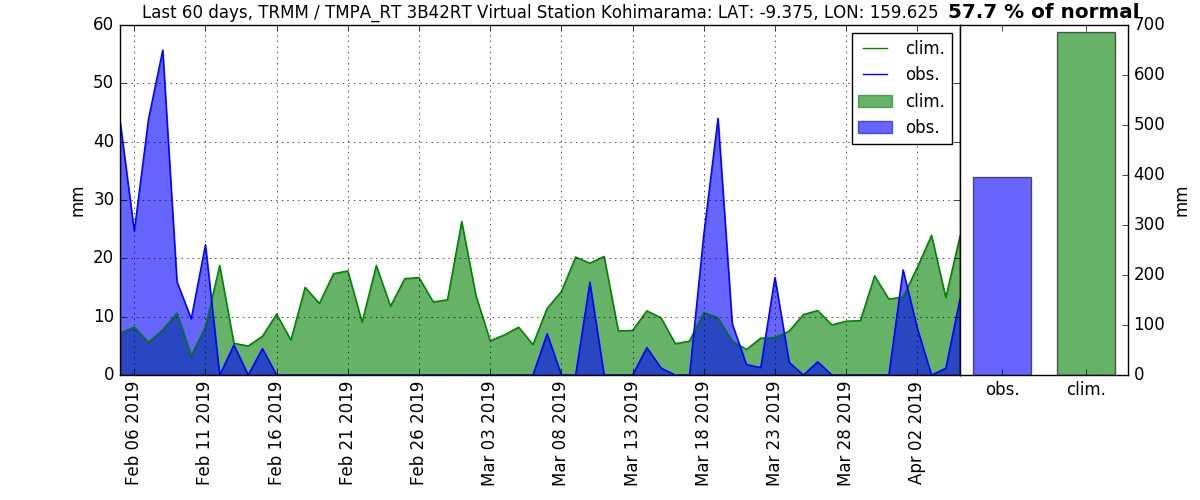 Last 60 days, TRMM / TMPA_RT 3B42RT Virtual Station Kohimarama: LAT: -9.375, LON: 159.625 57.7 % of normal
60
50
40
30
20
10
0
mm
clim.
obs.
clim.
obs.
Feb 06 2019
Feb 11 2019
Feb 16 2019
Feb 21 2019
Feb 26 2019
Mar 03 2019
Mar 08 2019
Mar 13 2019
Mar 18 2019
Mar 23 2019
Mar 28 2019
Apr 02 2019
700
600
500
400
300
200
100
0
mm
obs.
clim.